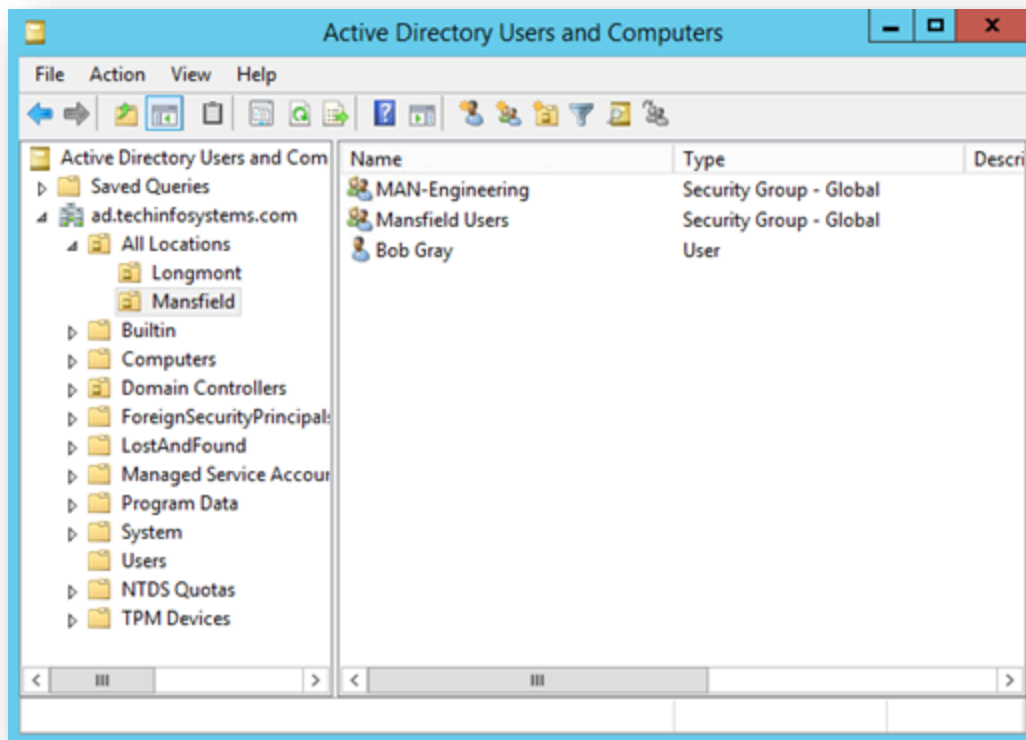 Active Directory Users and Computers
File Action View Help
Active Directory Users and Com
Saved Queries
ad.techinfosystems.com
All Locations
Longmont
Mansfield
Builtin
Computers
Domain Controllers
ForeignSecurityPrincipals
LostAndFound
Managed Service Accour
Program Data
System
Users
NTDS Quotas
TPM Devices
Name Type Descri
MAN-Engineering Security Group - Global
Mansfield Users Security Group - Global
Bob Gray User